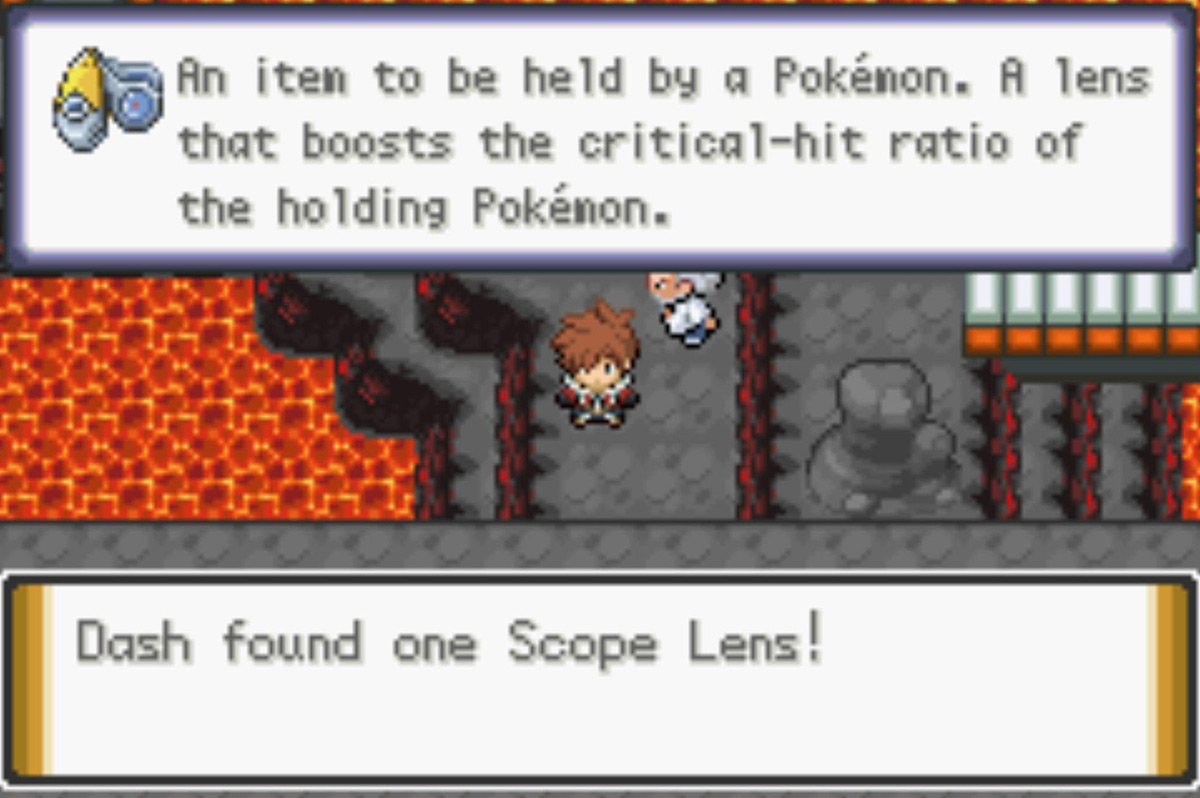 An item to be held by a Pokémon. A lens
that boosts the critical-hit ratio of
the holding Pokémon.
Dash found one Scope Lens!